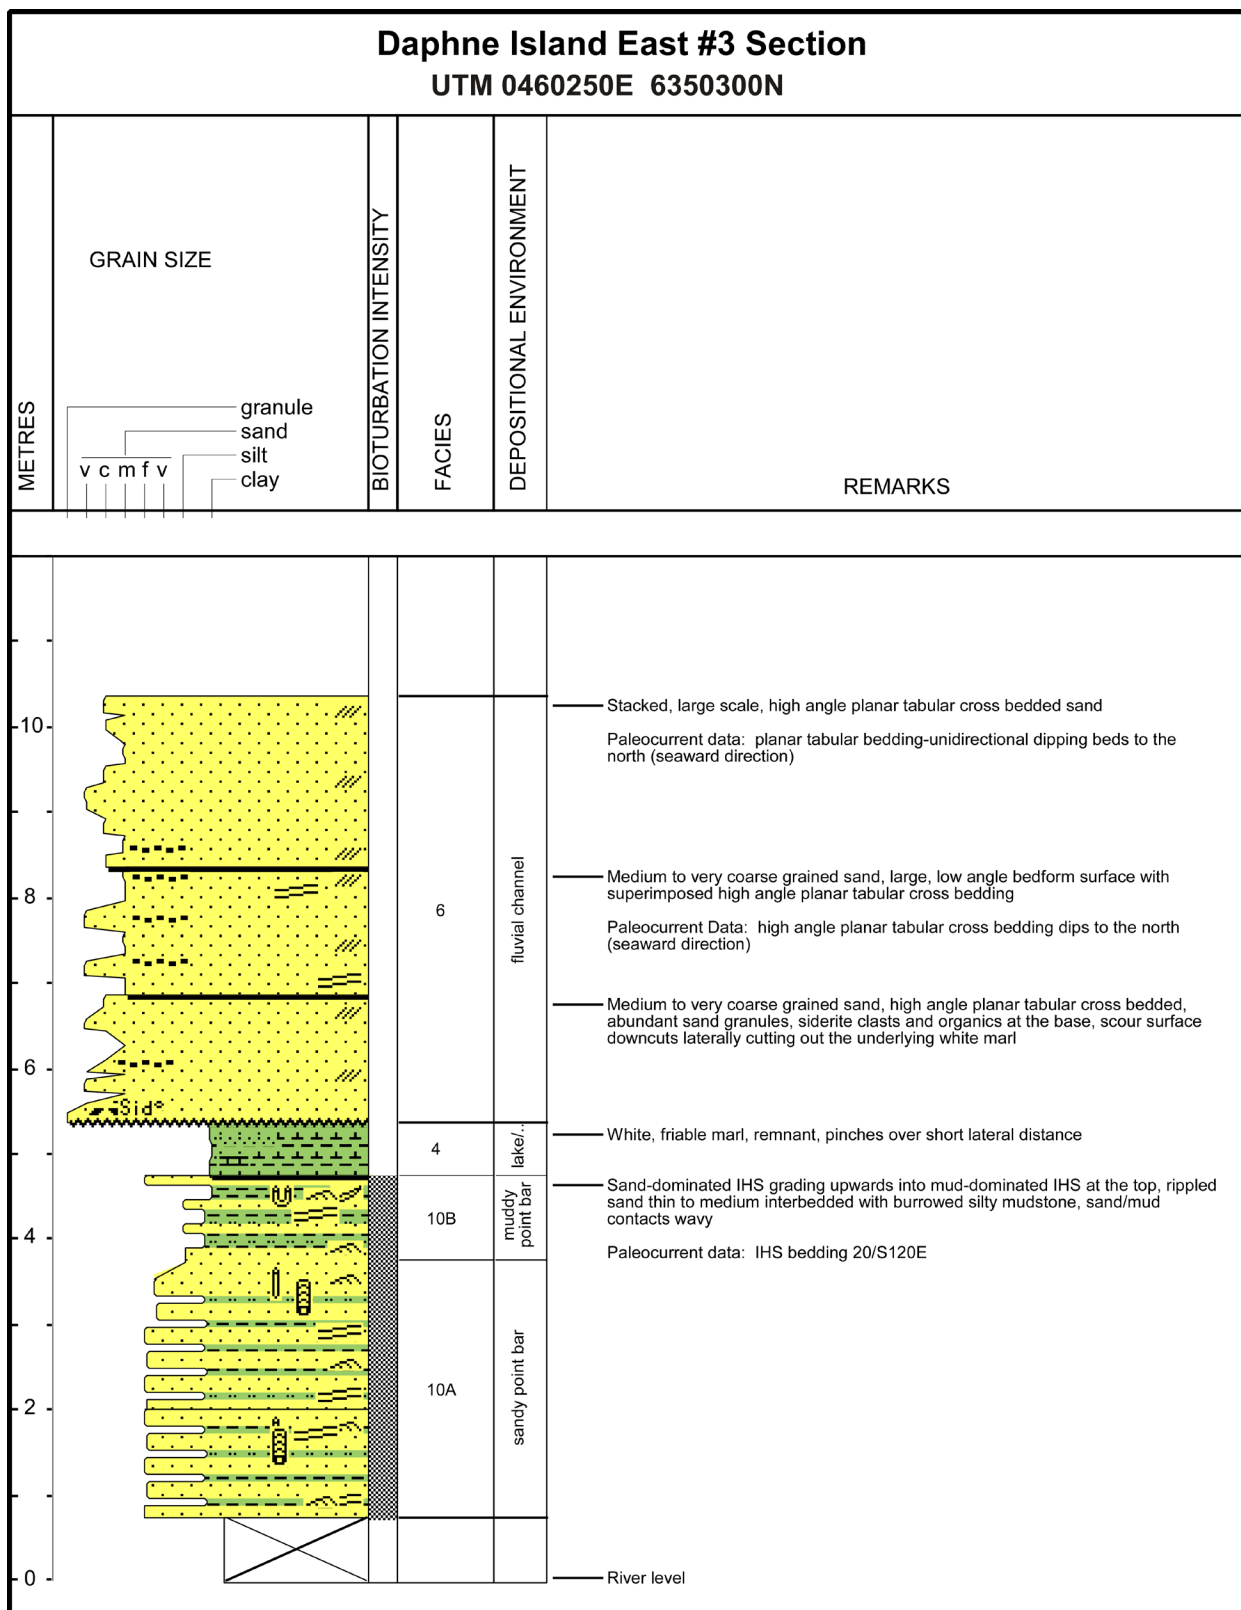 Daphne Island East #3 Section
UTM 0460250E 6350300N
METRES
GRAIN SIZE
granule
sand
silt
clay
v c m f v
BIOTURBATION INTENSITY
FACIES
DEPOSITIONAL ENVIRONMENT
REMARKS
10
8
6
4
2
0
Sid
6
4
10B
10A
fluvial channel
lake/..
muddy
point bar
sandy point bar
Stacked, large scale, high angle planar tabular cross bedded sand
Paleocurrent data: planar tabular bedding-unidirectional dipping beds to the
north (seaward direction)
Medium to very coarse grained sand, large, low angle bedform surface with
superimposed high angle planar tabular cross bedding
Paleocurrent Data: high angle planar tabular cross bedding dips to the north
(seaward direction)
Medium to very coarse grained sand, high angle planar tabular cross bedded,
abundant sand granules, siderite clasts and organics at the base, scour surface
downcuts laterally cutting out the underlying white marl
White, friable marl, remnant, pinches over short lateral distance
Sand-dominated IHS grading upwards into mud-dominated IHS at the top, rippled
sand thin to medium interbedded with burrowed silty mudstone, sand/mud
contacts wavy
Paleocurrent data: IHS bedding 20/S120E
River level